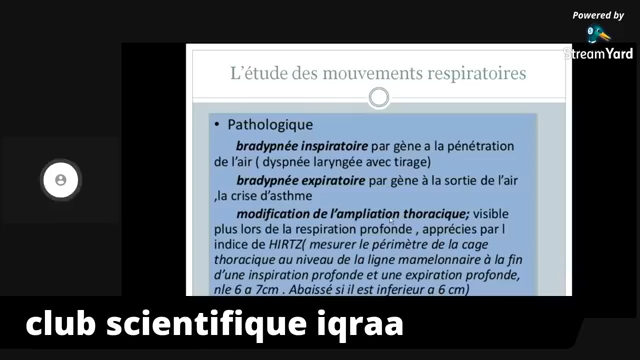 Powered by
StreamYard
L'étude des mouvements respiratoires
• Pathologique
bradypnée inspiratoire par gène a la pénétration
de l'air ( dyspnée laryngée avec tirage)
bradypnée expiratoire par gêne à la sortie de l'air
,la crise d'asthme
modification de l'ampliation thoracique; visible
plus lors de la respiration profonde , appréciés par l
indice de HIRTZ( mesurer le périmètre de la cage
thoracique au niveau de la ligne mamelonnaire à la fin
d'une inspiration profonde et une expiration profonde,
nle 6 a 7cm . Abaissé si il est inferieur a 6 cm)
club scientifique iqraa